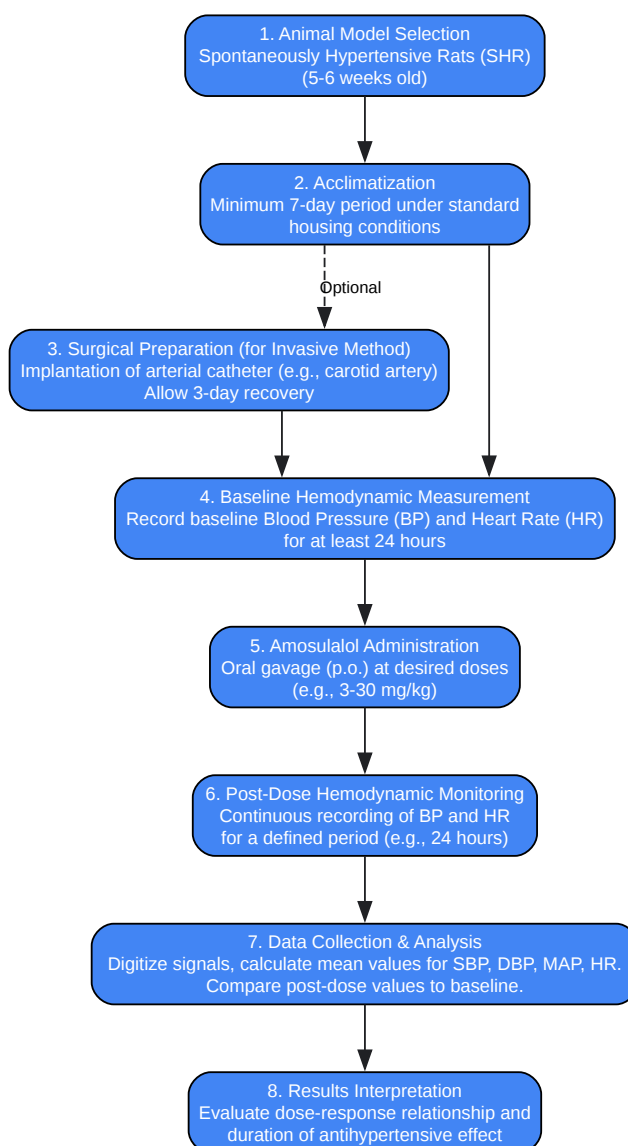 1. Animal Model Selection
Spontaneously Hypertensive Rats (SHR)
(5-6 weeks old)
2. Acclimatization
Minimum 7-day period under standard
housing conditions
Optional
3. Surgical Preparation (for Invasive Method)
Implantation of arterial catheter (e.g., carotid artery)
Allow 3-day recovery
4. Baseline Hemodynamic Measurement
Record baseline Blood Pressure (BP) and Heart Rate (HR)
for at least 24 hours
5. Amosulalol Administration
Oral gavage (p.o.) at desired doses
(e.g., 3-30 mg/kg)
6. Post-Dose Hemodynamic Monitoring
Continuous recording of BP and HR
for a defined period (e.g., 24 hours)
7. Data Collection & Analysis
Digitize signals, calculate mean values for SBP, DBP, MAP, HR.
Compare post-dose values to baseline.
8. Results Interpretation
Evaluate dose-response relationship and
duration of antihypertensive effect